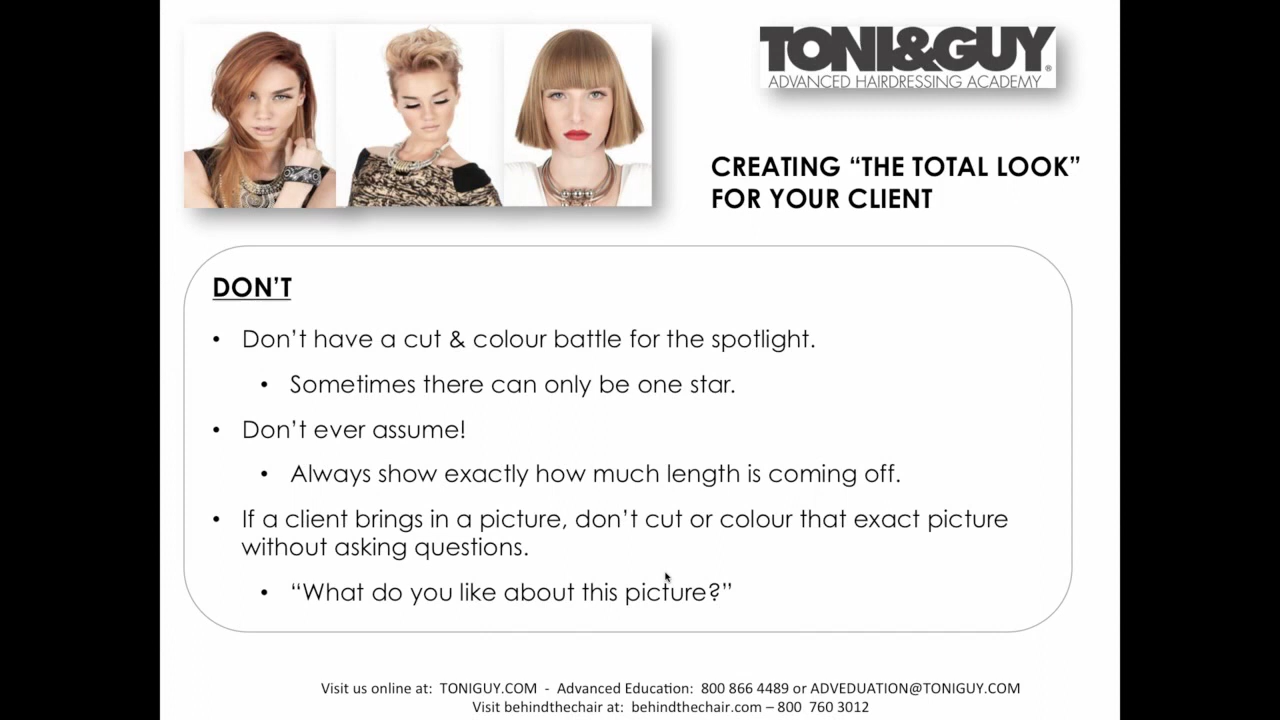 TONI&GUY®
ADVANCED HAIRDRESSING ACADEMY
CREATING “THE TOTAL LOOK”
FOR YOUR CLIENT
DON’T
• Don’t have a cut & colour battle for the spotlight.
• Sometimes there can only be one star.
• Don’t ever assume!
• Always show exactly how much length is coming off.
• If a client brings in a picture, don’t cut or colour that exact picture
without asking questions.
• “What do you like about this picture?”
Visit us online at: TONIGUY.COM - Advanced Education: 800 866 4489 or ADVEDUATION@TONIGUY.COM
Visit behindthechair at: behindthechair.com – 800 760 3012